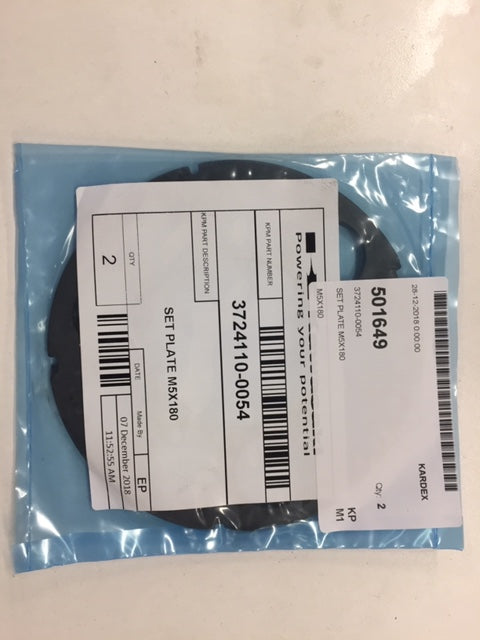 28-12-2018 0:00:00
KARDEX
501649
Qty: 2
3724110-0054
SET PLATE M5X180
KP
M1
M5X180
Powering your potential
KPM PART NUMBER
3724110-0054
KPM PART DESCRIPTION
SET PLATE M5X180
QTY
2
DATE
07 December 2018
11:52:55 AM
Made By
EP